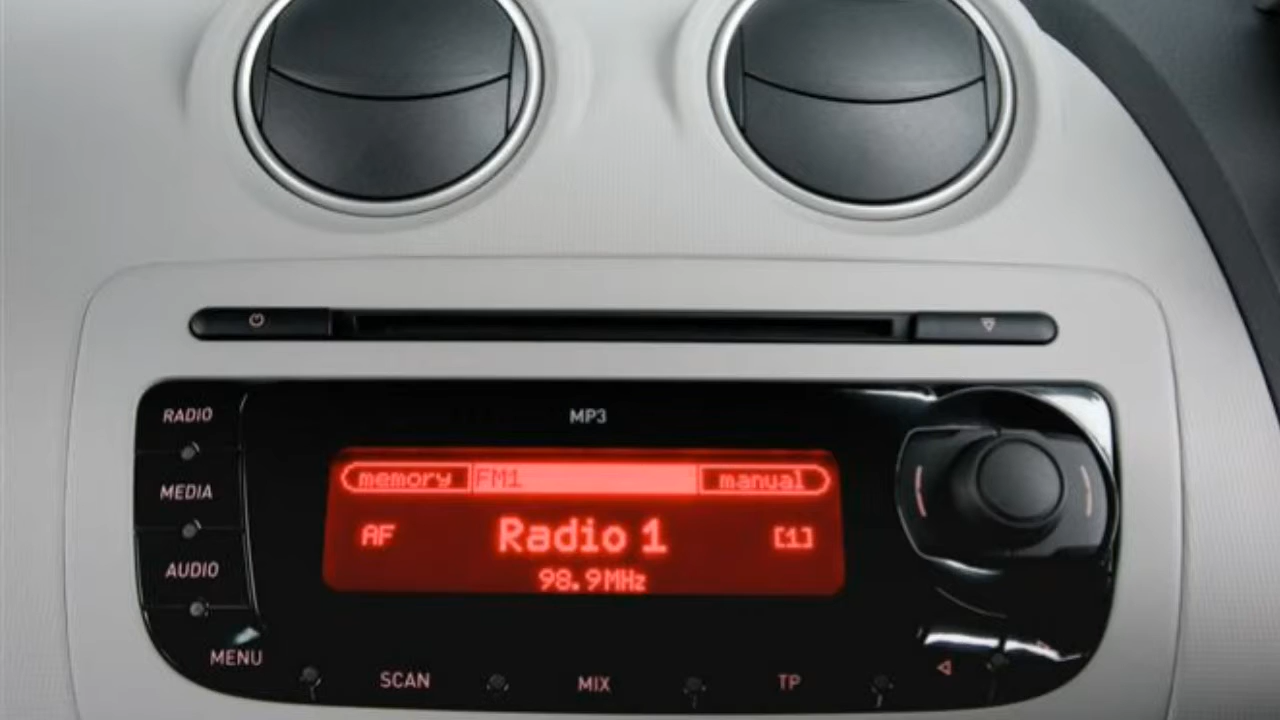 RADIO
MP3
memory FM1 manual
MEDIA
AF Radio 1 [1]
98.9MHz
AUDIO
MENU
SCAN MIX TP